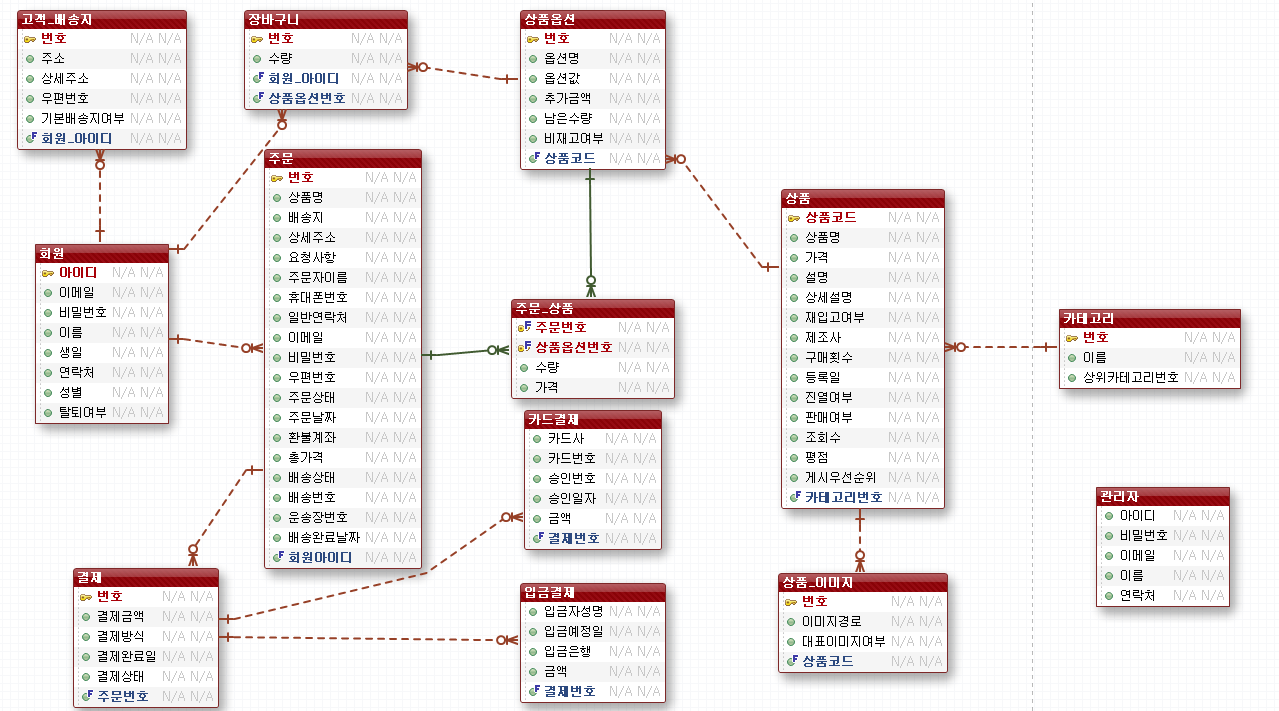 고객_배송지
번호 N/A N/A
주소 N/A N/A
상세주소 N/A N/A
우편번호 N/A N/A
기본배송지여부 N/A N/A
회원_아이디 N/A N/A
장바구니
번호 N/A N/A
수량 N/A N/A
회원_아이디 N/A N/A
상품옵션번호 N/A N/A
상품옵션
번호 N/A N/A
옵션명 N/A N/A
옵션값 N/A N/A
추가금액 N/A N/A
남은수량 N/A N/A
비재고여부 N/A N/A
상품코드 N/A N/A
주문
번호 N/A N/A
상품명 N/A N/A
배송지 N/A N/A
상세주소 N/A N/A
요청사항 N/A N/A
주문자이름 N/A N/A
휴대폰번호 N/A N/A
일반연락처 N/A N/A
이메일 N/A N/A
비밀번호 N/A N/A
우편번호 N/A N/A
주문상태 N/A N/A
주문날짜 N/A N/A
환불계좌 N/A N/A
총가격 N/A N/A
배송상태 N/A N/A
배송번호 N/A N/A
운송장번호 N/A N/A
배송완료날짜 N/A N/A
회원아이디 N/A N/A
회원
아이디 N/A N/A
이메일 N/A N/A
비밀번호 N/A N/A
이름 N/A N/A
생일 N/A N/A
연락처 N/A N/A
성별 N/A N/A
탈퇴여부 N/A N/A
주문_상품
주문번호 N/A N/A
상품옵션번호 N/A N/A
수량 N/A N/A
가격 N/A N/A
상품
상품코드 N/A N/A
상품명 N/A N/A
가격 N/A N/A
설명 N/A N/A
상세설명 N/A N/A
재입고여부 N/A N/A
제조사 N/A N/A
구매횟수 N/A N/A
등록일 N/A N/A
진열여부 N/A N/A
판매여부 N/A N/A
조회수 N/A N/A
평점 N/A N/A
게시우선순위 N/A N/A
카테고리번호 N/A N/A
카테고리
번호 N/A N/A
이름 N/A N/A
상위카테고리번호 N/A N/A
카드결제
카드사 N/A N/A
카드번호 N/A N/A
승인번호 N/A N/A
승인일자 N/A N/A
금액 N/A N/A
결제번호 N/A N/A
관리자
아이디 N/A N/A
비밀번호 N/A N/A
이메일 N/A N/A
이름 N/A N/A
연락처 N/A N/A
결제
번호 N/A N/A
결제금액 N/A N/A
결제방식 N/A N/A
결제완료일 N/A N/A
결제상태 N/A N/A
주문번호 N/A N/A
입금결제
입금자성명 N/A N/A
입금예정일 N/A N/A
입금은행 N/A N/A
금액 N/A N/A
결제번호 N/A N/A
상품_이미지
번호 N/A N/A
이미지경로 N/A N/A
대표이미지여부 N/A N/A
상품코드 N/A N/A